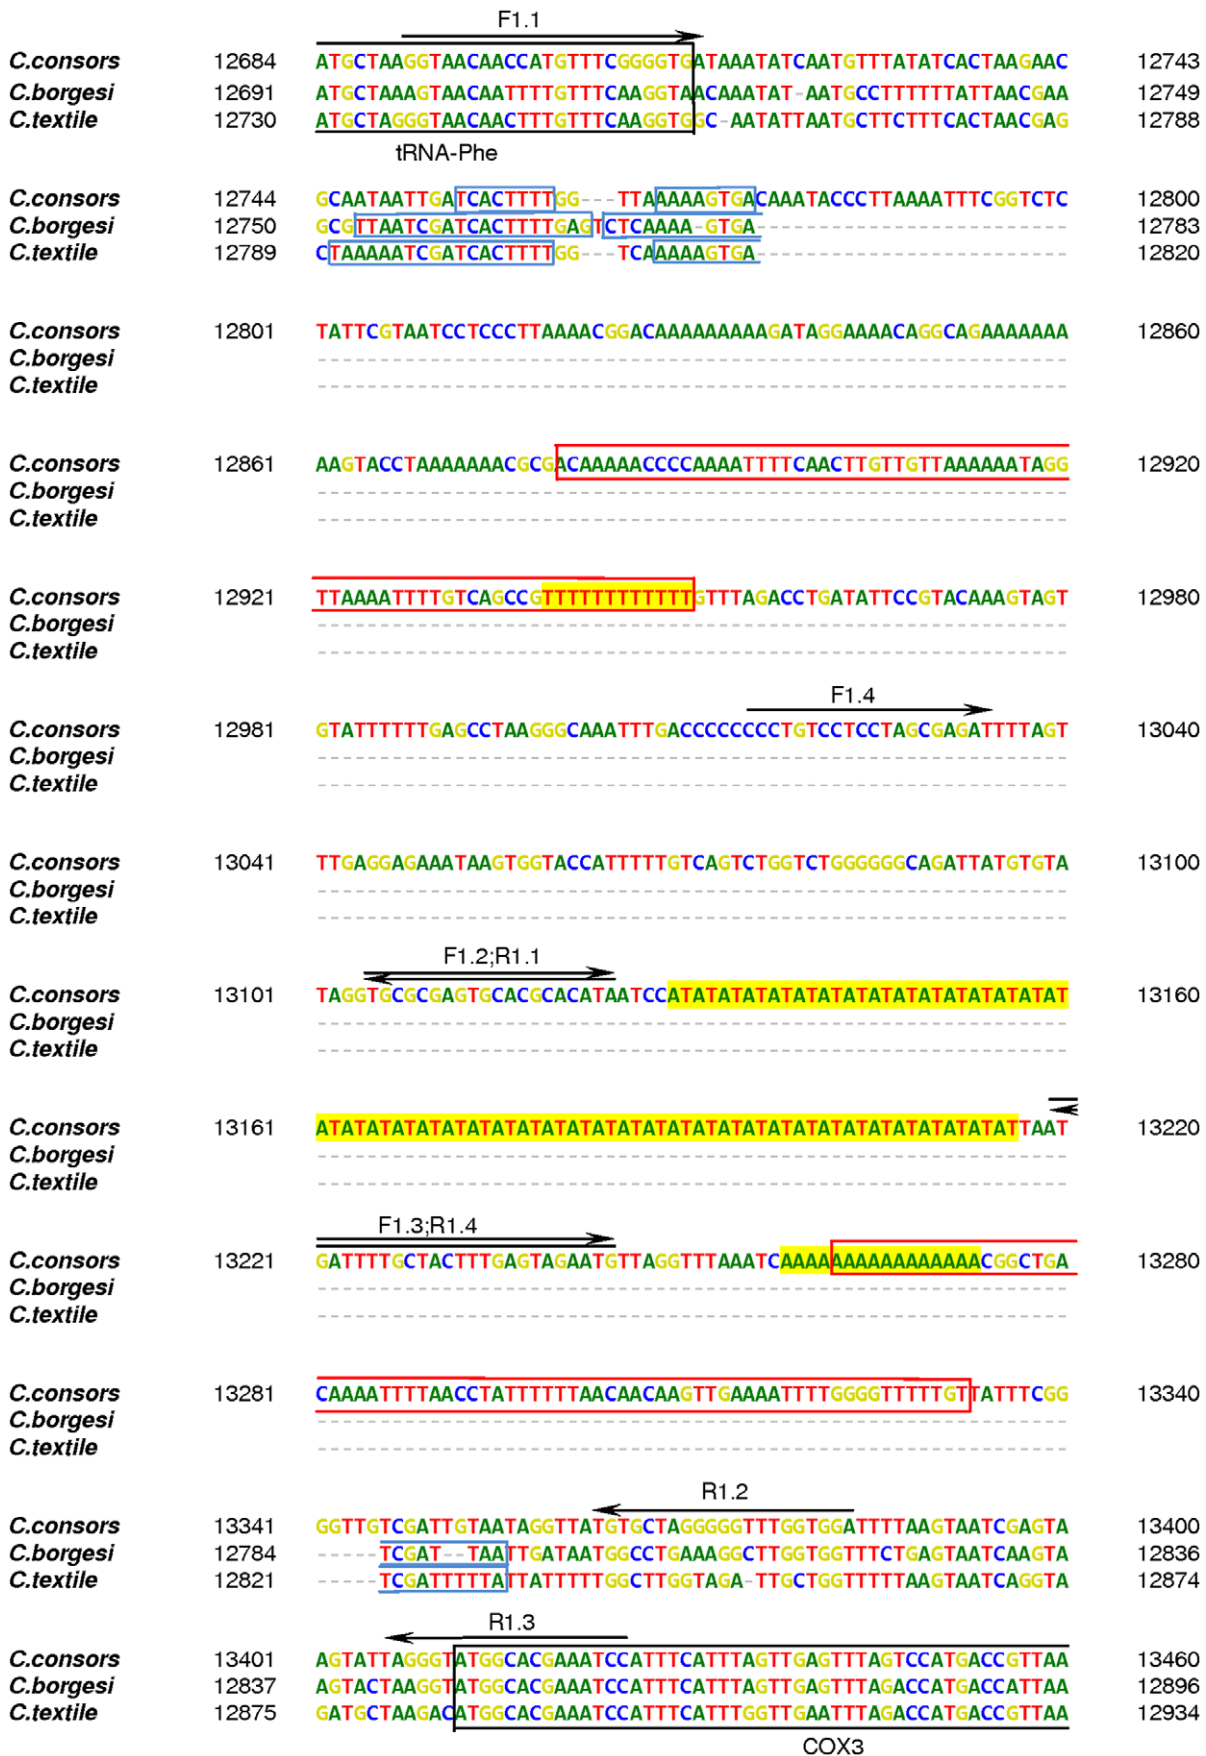 F1.1
C.consors 12684 ATGCTAAGGTAACAACCATGTTTCGGGGTGATAAATATCAATGTTTATATCACTAAGAAC 12743
C.borgesi 12691 ATGCTAAAGTAACAATTTTGTTTCAAGGTAACAAATAT-AATGCCTTTTTTATTAACGAA 12749
C.textile 12730 ATGCTAGGGTAACAACTTTGTTTCAAGGTGGC-AATATTAATGCTTCTTTCACTAACGAG 12788
tRNA-Phe
C.consors 12744 GCAATAATTGATCACTTTTGG---TTAAAAAGTGACAAATACCCTTAAAATTTCGGTCTC 12800
C.borgesi 12750 GCGTTAATCGATCACTTTTGAGTCTCAAAA-GTGA------------------------- 12783
C.textile 12789 CTAAAAATCGATCACTTTTGG---TCAAAAAGTGA------------------------- 12820
C.consors 12801 TATTCGTAATCCTCCCTTAAAACGGACAAAAAAAAAGATAGGAAAACAGGCAGAAAAAAA 12860
C.borgesi ------------------------------------------------------------
C.textile ------------------------------------------------------------
C.consors 12861 AAGTACCTAAAAAAACGCGACAAAAACCCCAAAATTTTCAACTTGTTGTTAAAAAATAGG 12920
C.borgesi ------------------------------------------------------------
C.textile ------------------------------------------------------------
C.consors 12921 TTAAAATTTTGTCAGCCGTTTTTTTTTTTTGTTTAGACCTGATATTCCGTACAAAGTAGT 12980
C.borgesi ------------------------------------------------------------
C.textile ------------------------------------------------------------
F1.4
C.consors 12981 GTATTTTTTGAGCCTAAGGGCAAATTTGACCCCCCCCTGTCCTCCTAGCGAGATTTTAGT 13040
C.borgesi ------------------------------------------------------------
C.textile ------------------------------------------------------------
C.consors 13041 TTGAGGAGAAATAAGTGGTACCATTTTTGTCAGTCTGGTCTGGGGGGCAGATTATGTGTA 13100
C.borgesi ------------------------------------------------------------
C.textile ------------------------------------------------------------
F1.2;R1.1
C.consors 13101 TAGGTGCGCGAGTGCACGCACATAATCCATATATATATATATATATATATATATATATAT 13160
C.borgesi ------------------------------------------------------------
C.textile ------------------------------------------------------------
C.consors 13161 ATATATATATATATATATATATATATATATATATATATATATATATATATATATATTAAT 13220
C.borgesi ------------------------------------------------------------
C.textile ------------------------------------------------------------
F1.3;R1.4
C.consors 13221 GATTTTGCTACTTTGAGTAGAATGTTAGGTTTAAATCAAAAAAAAAAAAAAAACGGCTGA 13280
C.borgesi ------------------------------------------------------------
C.textile ------------------------------------------------------------
C.consors 13281 CAAAATTTTAACCTATTTTTTAACAACAAGTTGAAAATTTTGGGGTTTTTGTTATTTCGG 13340
C.borgesi ------------------------------------------------------------
C.textile ------------------------------------------------------------
R1.2
C.consors 13341 GGTTGTCGATTGTAATAGGTTATGTGCTAGGGGGTTTGGTGGATTTTAAGTAATCGAGTA 13400
C.borgesi 12784 -----TCGAT--TAATTGATAATGGCCTGAAAGGCTTGGTGGTTTCTGAGTAATCAAGTA 12836
C.textile 12821 -----TCGATTTTTATTATTTTTGGCTTGGTAGA-TTGCTGGTTTTTAAGTAATCAGGTA 12874
R1.3
C.consors 13401 AGTATTAGGGTATGGCACGAAATCCATTTCATTTAGTTGAGTTTAGTCCATGACCGTTAA 13460
C.borgesi 12837 AGTACTAAGGTATGGCACGAAATCCATTTCATTTAGTTGAGTTTAGACCATGACCATTAA 12896
C.textile 12875 GATGCTAAGACATGGCACGAAATCCATTTCATTTGGTTGAATTTAGACCATGACCGTTAA 12934
COX3